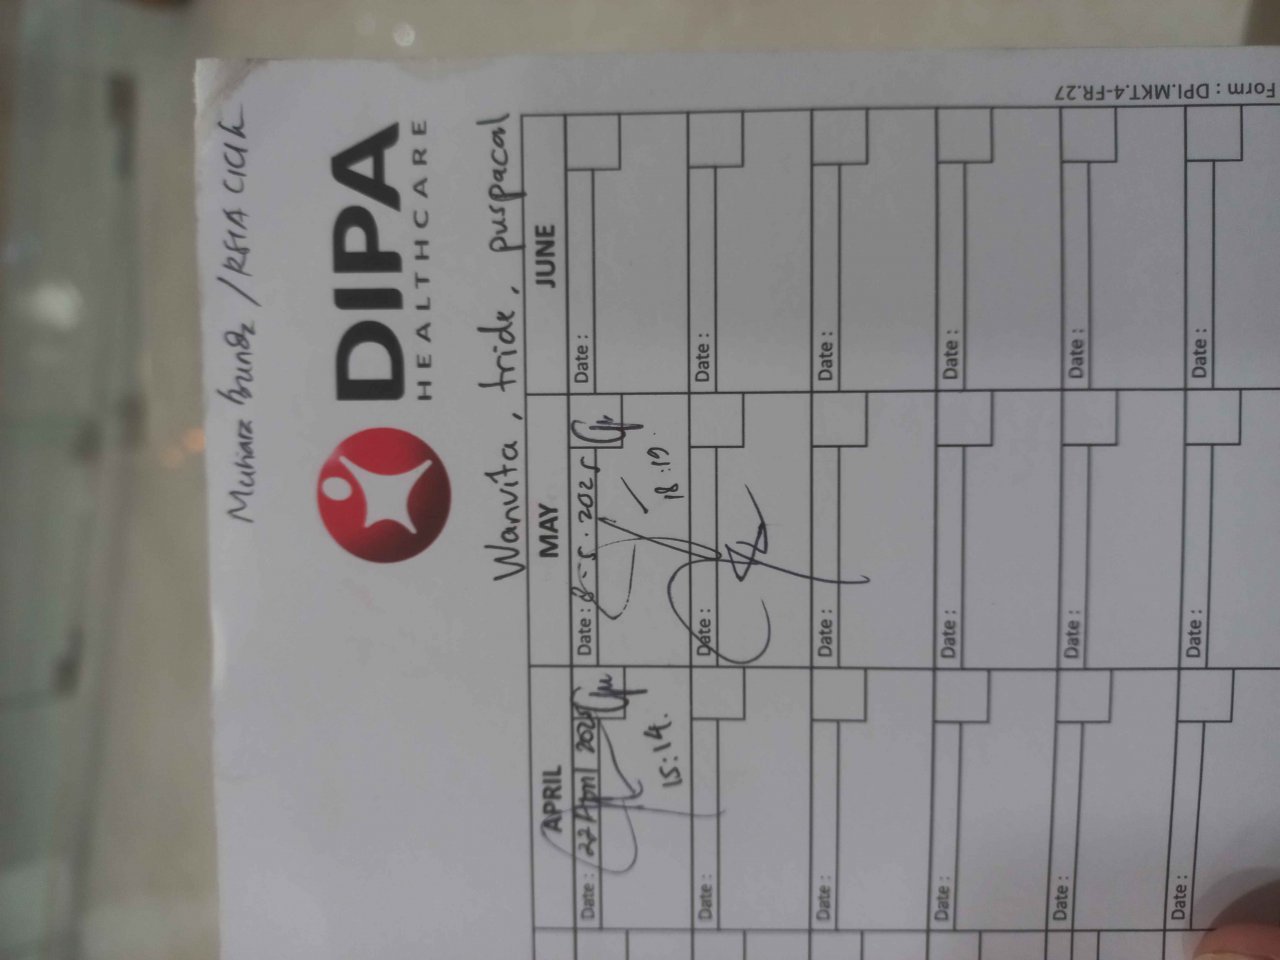 DIPA
HEALTHCARE
Wanvita, tride, puspacal
APRIL MAY JUNE
Date: 22 April 2025 Date: 8-5-2025 Date:
15:14. 18:19.
Date: Date: Date:
Date: Date: Date:
Date: Date: Date:
Date: Date: Date:
Date: Date: Date:
Form : DPI.MKT.4-FR.27